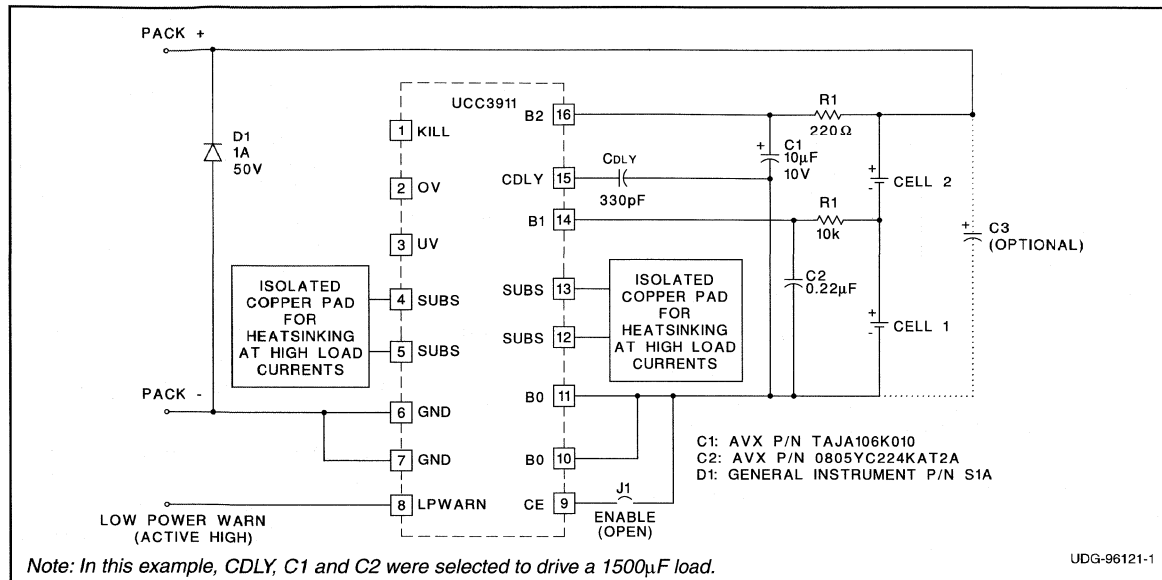 PACK +
UCC3911
D1
1A
50V
1 KILL
2 OV
3 UV
4 SUBS
5 SUBS
6 GND
7 GND
8 LPWARN
B2 16
CDLY 15
B1 14
SUBS 13
SUBS 12
B0 11
B0 10
CE 9
R1
220Ω
+
C1
10µF
10V
CDLY
330pF
+
-
CELL 2
R1
10k
C2
0.22µF
+
C3
(OPTIONAL)
+
-
CELL 1
ISOLATED
COPPER PAD
FOR
HEATSINKING
AT HIGH LOAD
CURRENTS
ISOLATED
COPPER PAD
FOR
HEATSINKING
AT HIGH LOAD
CURRENTS
PACK -
J1
ENABLE
(OPEN)
LOW POWER WARN
(ACTIVE HIGH)
C1: AVX P/N TAJA106K010
C2: AVX P/N 0805YC224KAT2A
D1: GENERAL INSTRUMENT P/N S1A
Note: In this example, CDLY, C1 and C2 were selected to drive a 1500µF load.
UDG-96121-1